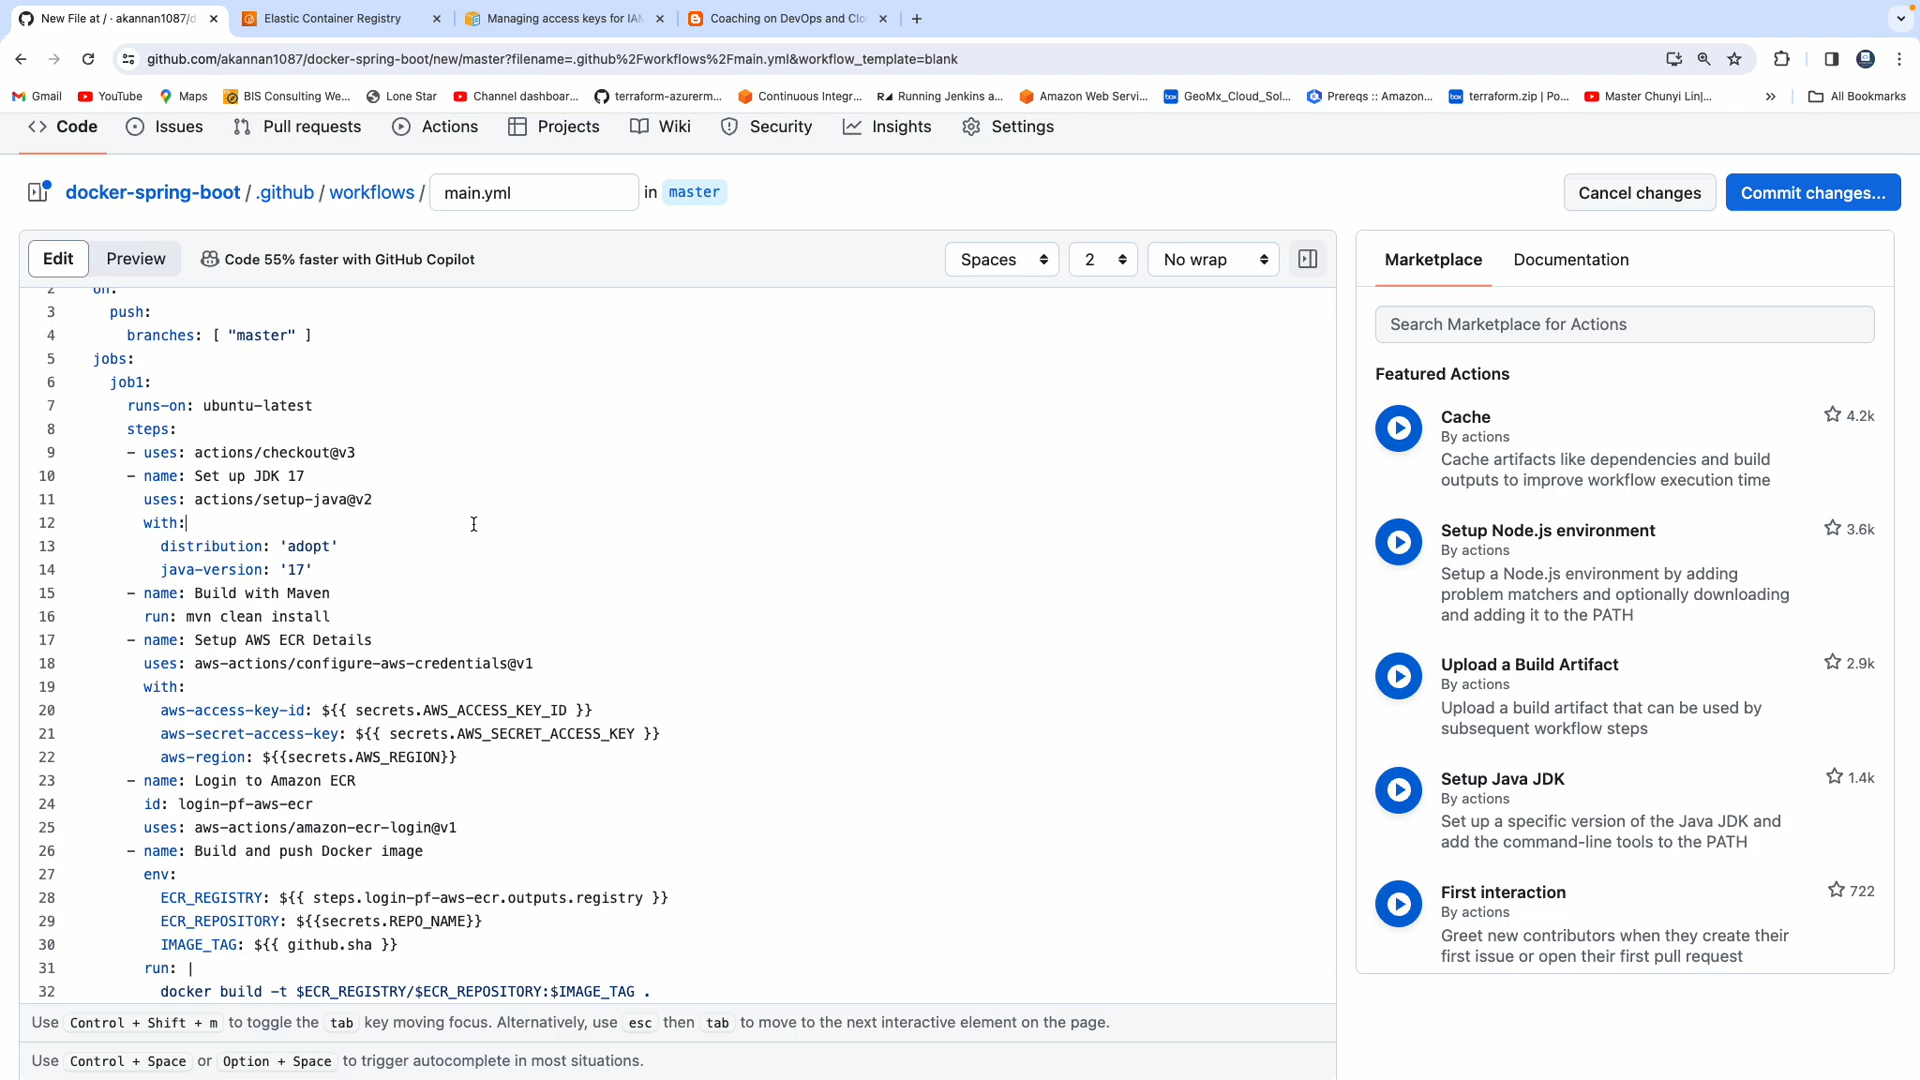 New File at / · akannan1087/d
Elastic Container Registry
Managing access keys for IAM
Coaching on DevOps and Clo
github.com/akannan1087/docker-spring-boot/new/master?filename=.github%2Fworkflows%2Fmain.yml&workflow_template=blank
Gmail YouTube Maps BIS Consulting We... Lone Star Channel dashboar... terraform-azurerm... Continuous Integr... Running Jenkins a... Amazon Web Servi... GeoMx_Cloud_Sol... Prereqs :: Amazon... terraform.zip | Po... Master Chunyi Lin|... » All Bookmarks
Code Issues Pull requests Actions Projects Wiki Security Insights Settings
docker-spring-boot / .github / workflows / main.yml in master Cancel changes Commit changes...
Edit Preview Code 55% faster with GitHub Copilot Spaces 2 No wrap
2 on:
3 push:
4 branches: [ "master" ]
5 jobs:
6 job1:
7 runs-on: ubuntu-latest
8 steps:
9 - uses: actions/checkout@v3
10 - name: Set up JDK 17
11 uses: actions/setup-java@v2
12 with:
13 distribution: 'adopt'
14 java-version: '17'
15 - name: Build with Maven
16 run: mvn clean install
17 - name: Setup AWS ECR Details
18 uses: aws-actions/configure-aws-credentials@v1
19 with:
20 aws-access-key-id: ${{ secrets.AWS_ACCESS_KEY_ID }}
21 aws-secret-access-key: ${{ secrets.AWS_SECRET_ACCESS_KEY }}
22 aws-region: ${{secrets.AWS_REGION}}
23 - name: Login to Amazon ECR
24 id: login-pf-aws-ecr
25 uses: aws-actions/amazon-ecr-login@v1
26 - name: Build and push Docker image
27 env:
28 ECR_REGISTRY: ${{ steps.login-pf-aws-ecr.outputs.registry }}
29 ECR_REPOSITORY: ${{secrets.REPO_NAME}}
30 IMAGE_TAG: ${{ github.sha }}
31 run: |
32 docker build -t $ECR_REGISTRY/$ECR_REPOSITORY:$IMAGE_TAG .
Use Control + Shift + m to toggle the tab key moving focus. Alternatively, use esc then tab to move to the next interactive element on the page.
Use Control + Space or Option + Space to trigger autocomplete in most situations.
Marketplace Documentation
Search Marketplace for Actions
Featured Actions
Cache 4.2k
By actions
Cache artifacts like dependencies and build
outputs to improve workflow execution time
Setup Node.js environment 3.6k
By actions
Setup a Node.js environment by adding
problem matchers and optionally downloading
and adding it to the PATH
Upload a Build Artifact 2.9k
By actions
Upload a build artifact that can be used by
subsequent workflow steps
Setup Java JDK 1.4k
By actions
Set up a specific version of the Java JDK and
add the command-line tools to the PATH
First interaction 722
By actions
Greet new contributors when they create their
first issue or open their first pull request